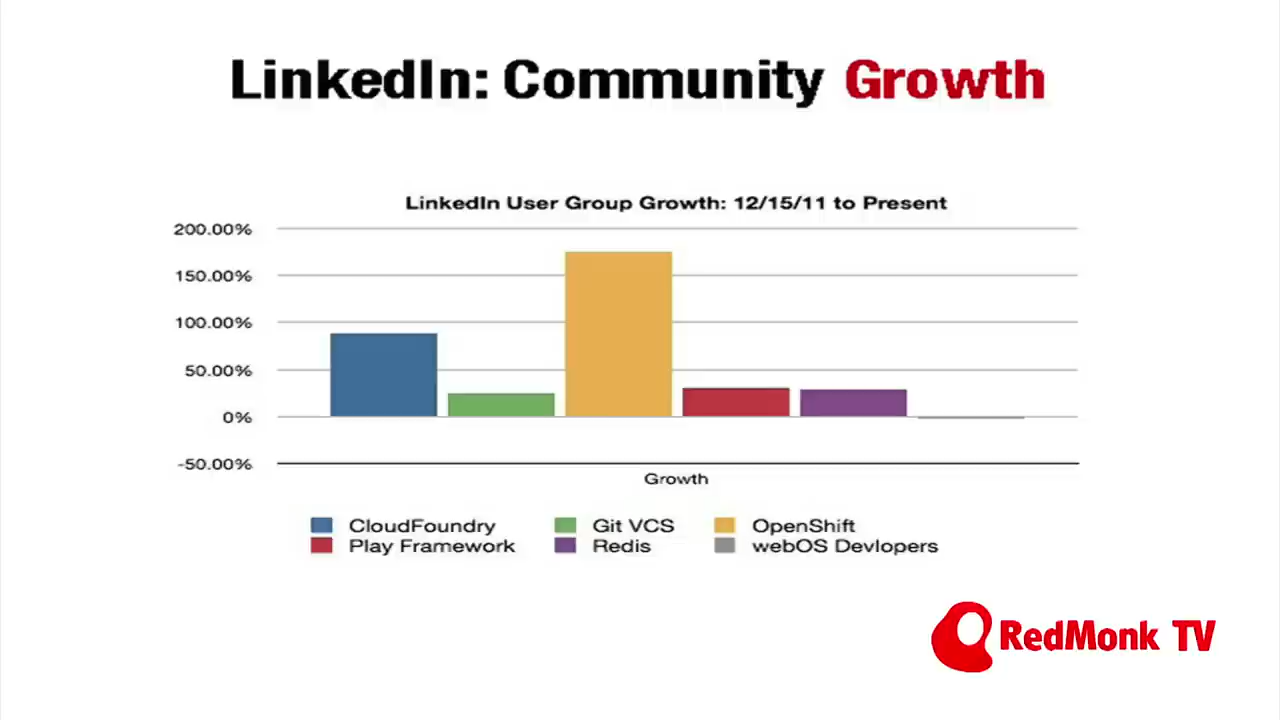 LinkedIn: Community Growth
LinkedIn User Group Growth: 12/15/11 to Present
200.00%
150.00%
100.00%
50.00%
0%
-50.00%
Growth
CloudFoundry Git VCS OpenShift
Play Framework Redis webOS Devlopers
RedMonk TV